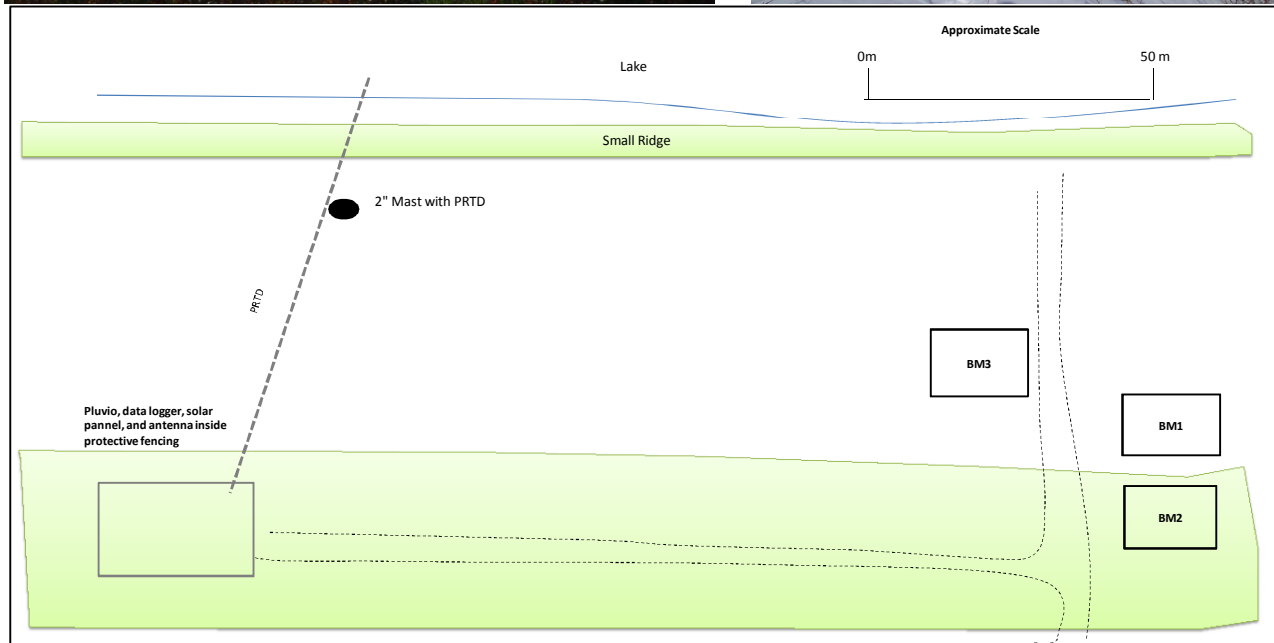 Approximate Scale
0m
50 m
Lake
Small Ridge
2" Mast with PRTD
PRTD
BM3
Pluvio, data logger, solar
pannel, and antenna inside
protective fencing
BM1
BM2